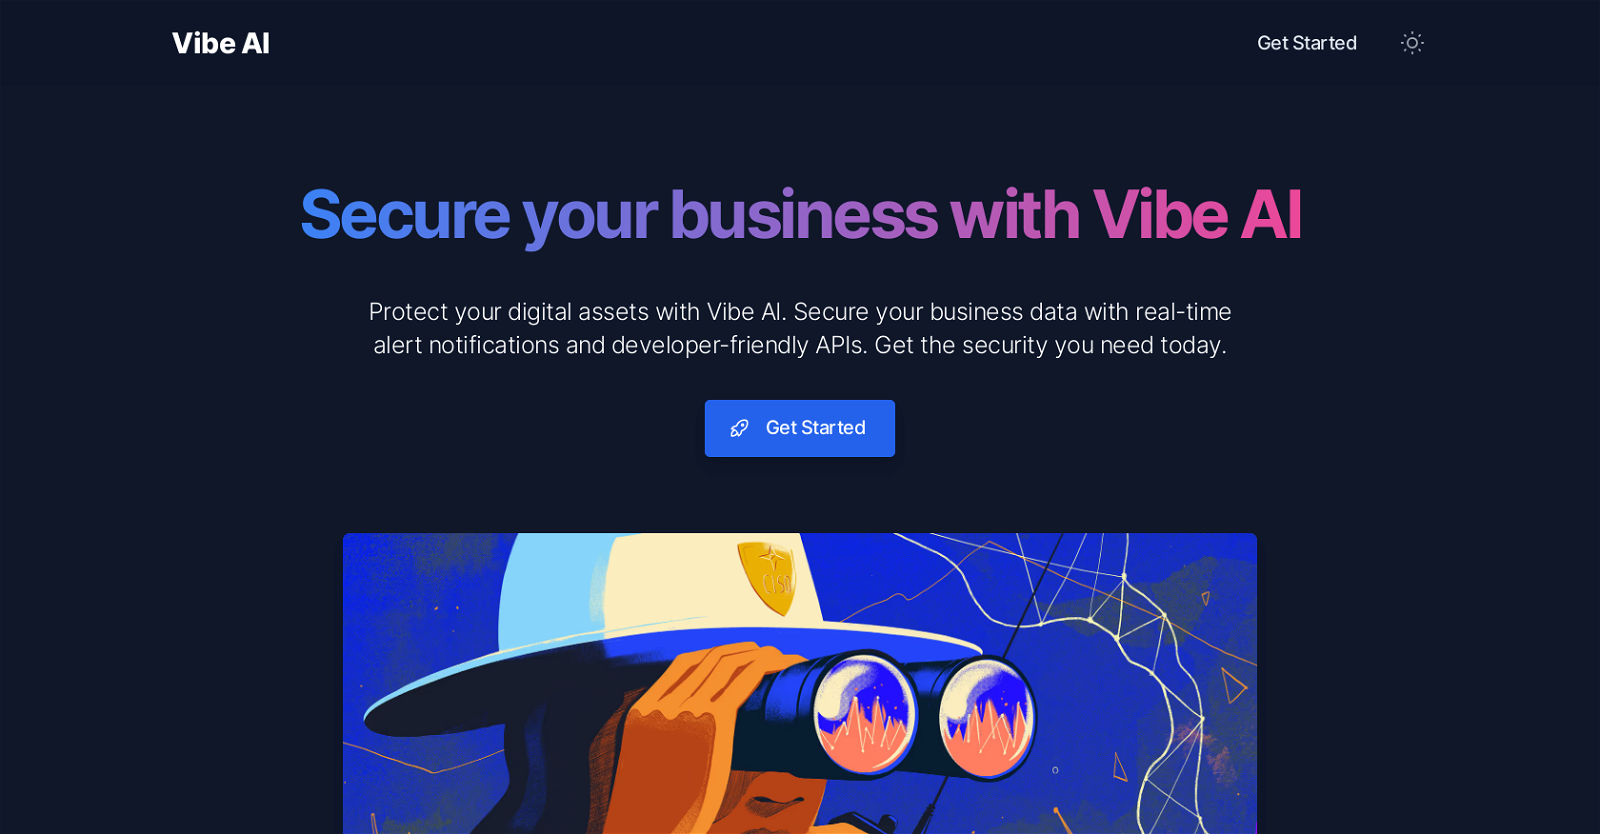 Vibe AI
Get Started
Secure your business with Vibe AI
Protect your digital assets with Vibe AI. Secure your business data with real-time
alert notifications and developer-friendly APIs. Get the security you need today.
Get Started
CISO